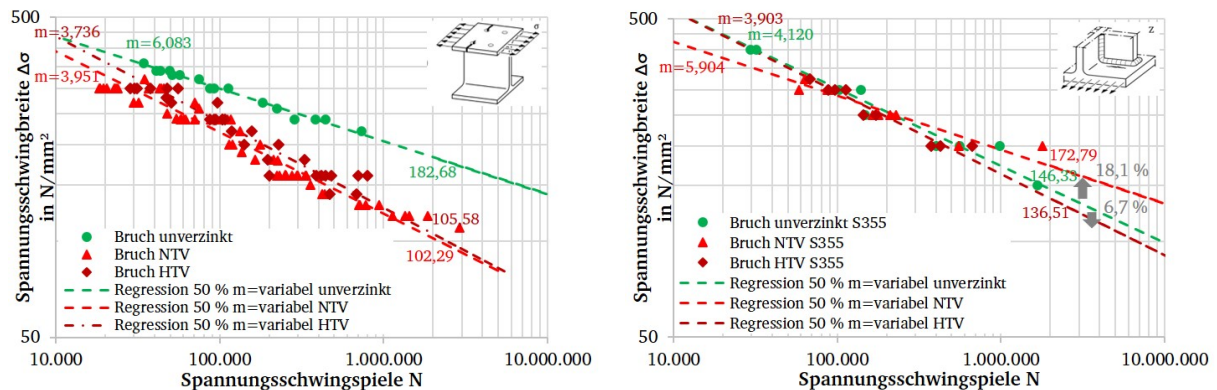 500
m=3,736
m=6,083
m=3,951
σ
182,68
105,58
102,29
Bruch unverzinkt
Bruch NTV
Bruch HTV
Regression 50 % m=variabel unverzinkt
Regression 50 % m=variabel NTV
Regression 50 % m=variabel HTV
50
10.000
100.000
1.000.000
10.000.000
Spannungsschwingspiele N
Spannungsschwingbreite Δσ
in N/mm²
500
m=3,903
m=4,120
m=5,904
z
172,79
146,33
18,1 %
136,51
6,7 %
Bruch unverzinkt S355
Bruch NTV S355
Bruch HTV S355
Regression 50 % m=variabel unverzinkt
Regression 50 % m=variabel NTV
Regression 50 % m=variabel HTV
50
10.000
100.000
1.000.000
10.000.000
Spannungsschwingspiele N
Spannungsschwingbreite Δσ
in N/mm²